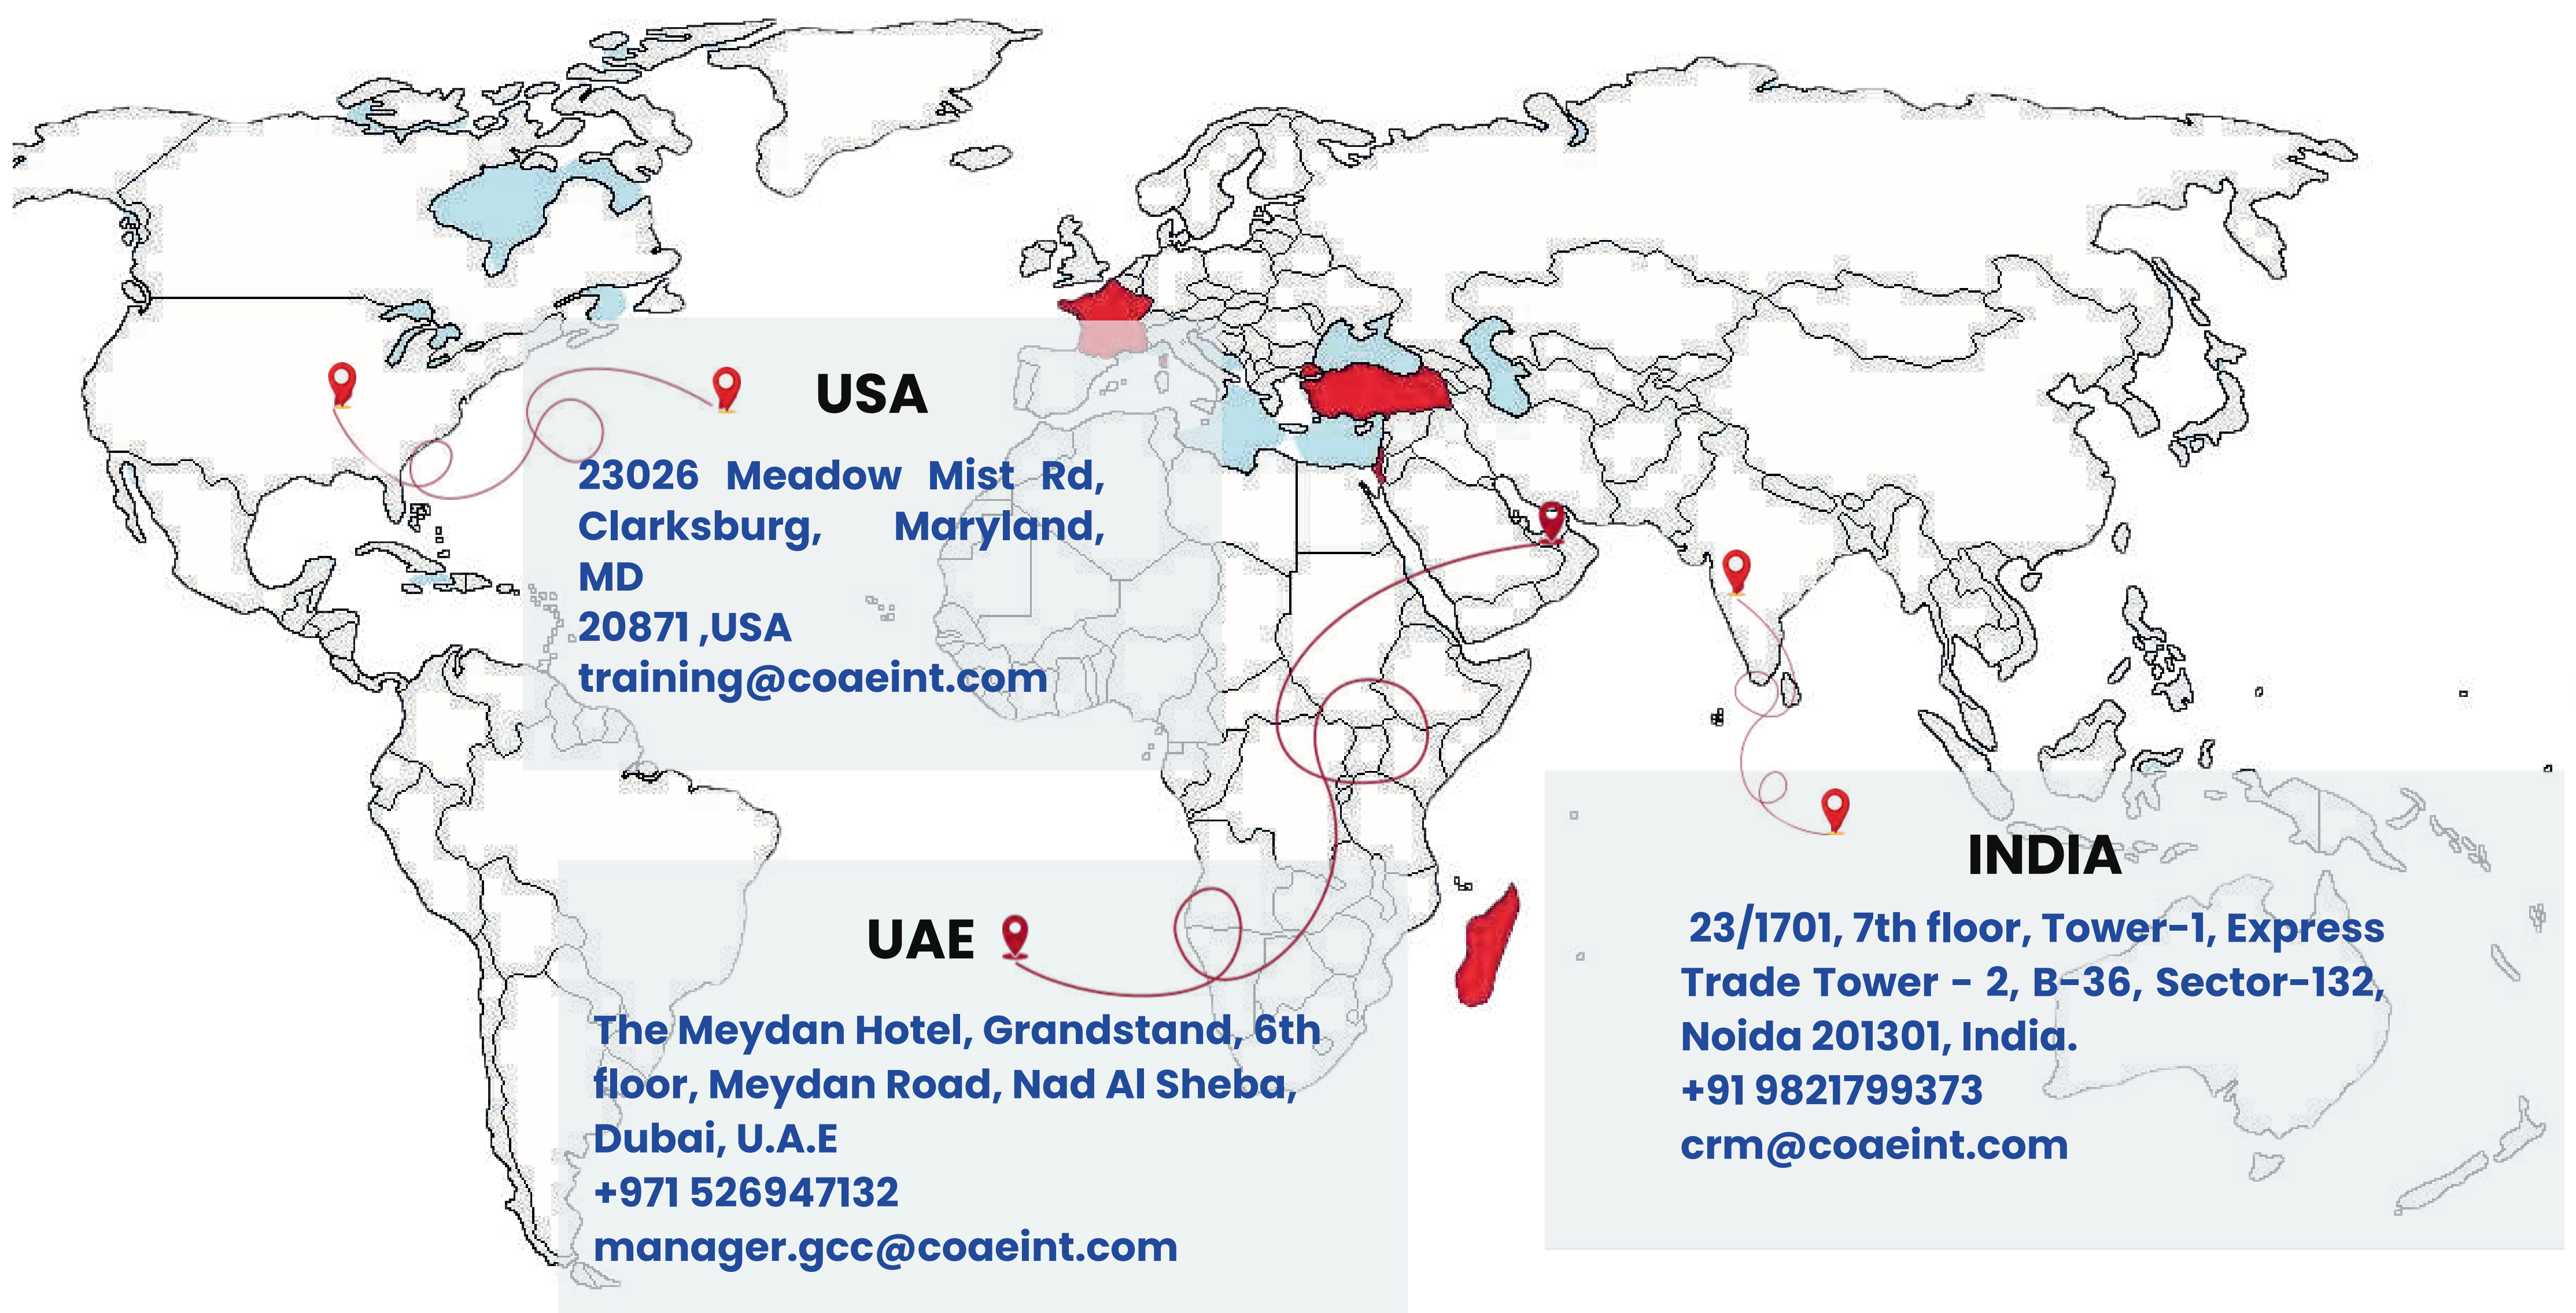 USA
23026 Meadow Mist Rd,
Clarksburg, Maryland,
MD
20871 ,USA
training@coaeint.com
UAE
The Meydan Hotel, Grandstand, 6th
floor, Meydan Road, Nad Al Sheba,
Dubai, U.A.E
+971 526947132
manager.gcc@coaeint.com
INDIA
23/1701, 7th floor, Tower-1, Express
Trade Tower - 2, B-36, Sector-132,
Noida 201301, India.
+91 9821799373
crm@coaeint.com